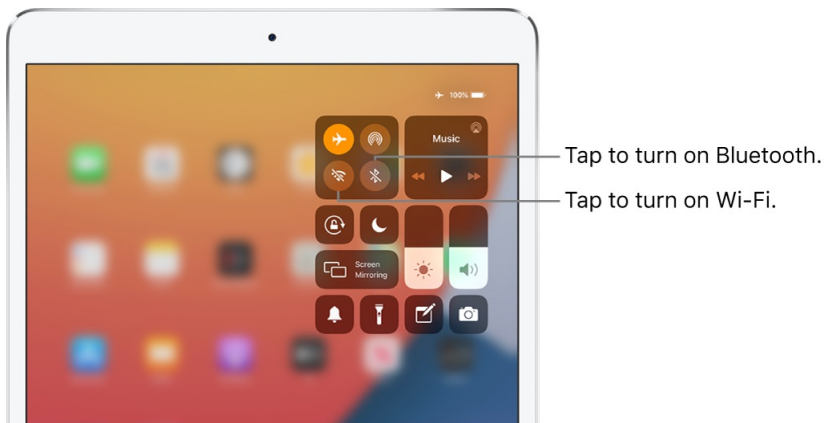 100%
Music
Tap to turn on Bluetooth.
Tap to turn on Wi-Fi.
Screen
Mirroring